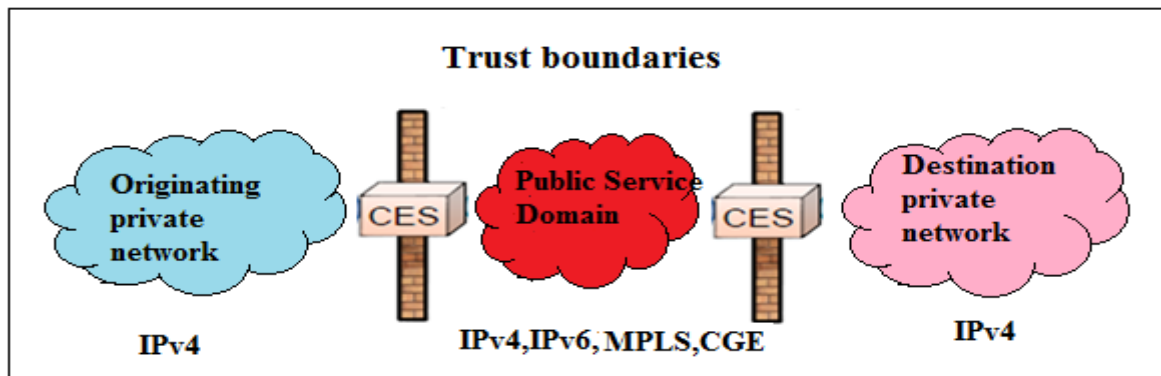 Trust boundaries
Originating
private
network
CES
Public Service
Domain
CES
Destination
private
network
IPv4
IPv4,IPv6,MPLS,CGE
IPv4